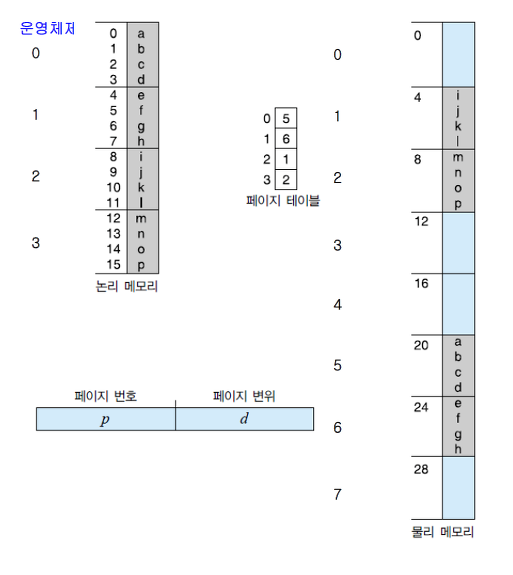 운영체제
0
1
2
3
0 a
1 b
2 c
3 d
4 e
5 f
6 g
7 h
8 i
9 j
10 k
11 l
12 m
13 n
14 o
15 p
논리 메모리
0 5
1 6
2 1
3 2
페이지 테이블
페이지 번호 페이지 변위
p d
0 0
1 4 i
j
k
l
2 8 m
n
o
p
3 12
4 16
5 20 a
b
c
d
6 24 e
f
g
h
7 28
물리 메모리